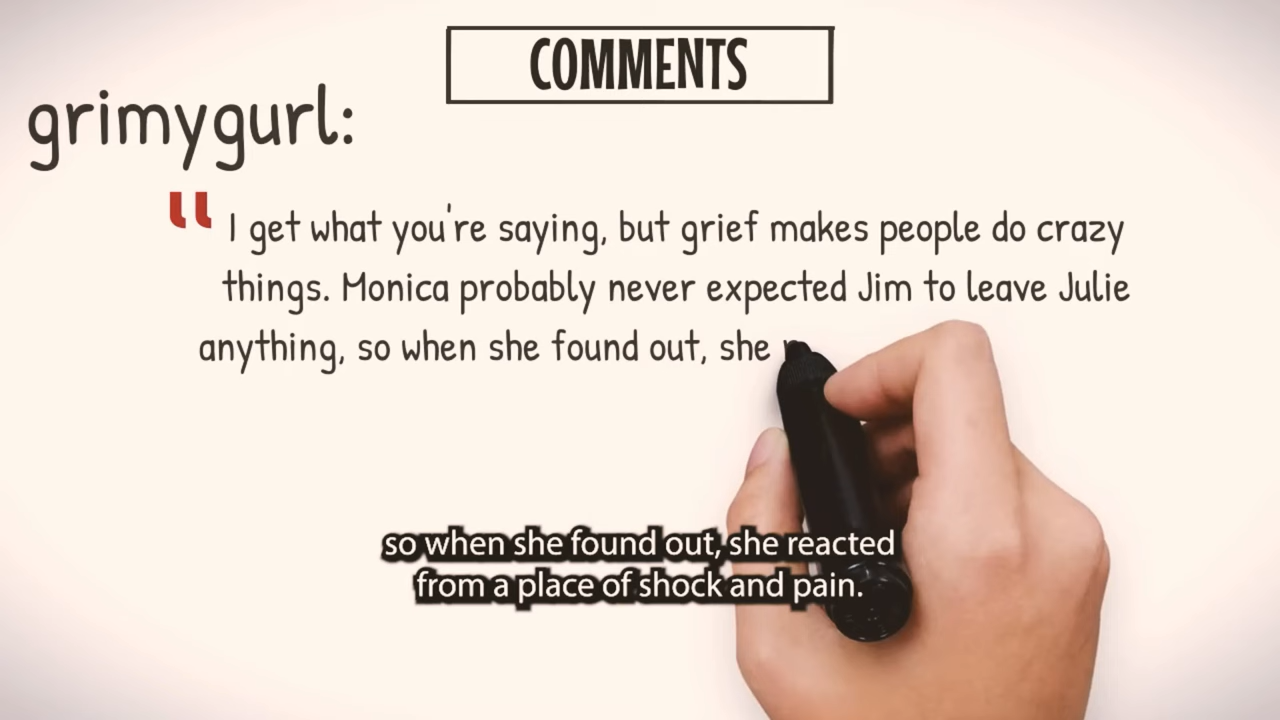 COMMENTS
grimygurl:
“ I get what you're saying, but grief makes people do crazy
things. Monica probably never expected Jim to leave Julie
anything, so when she found out, she
so when she found out, she reacted
from a place of shock and pain.